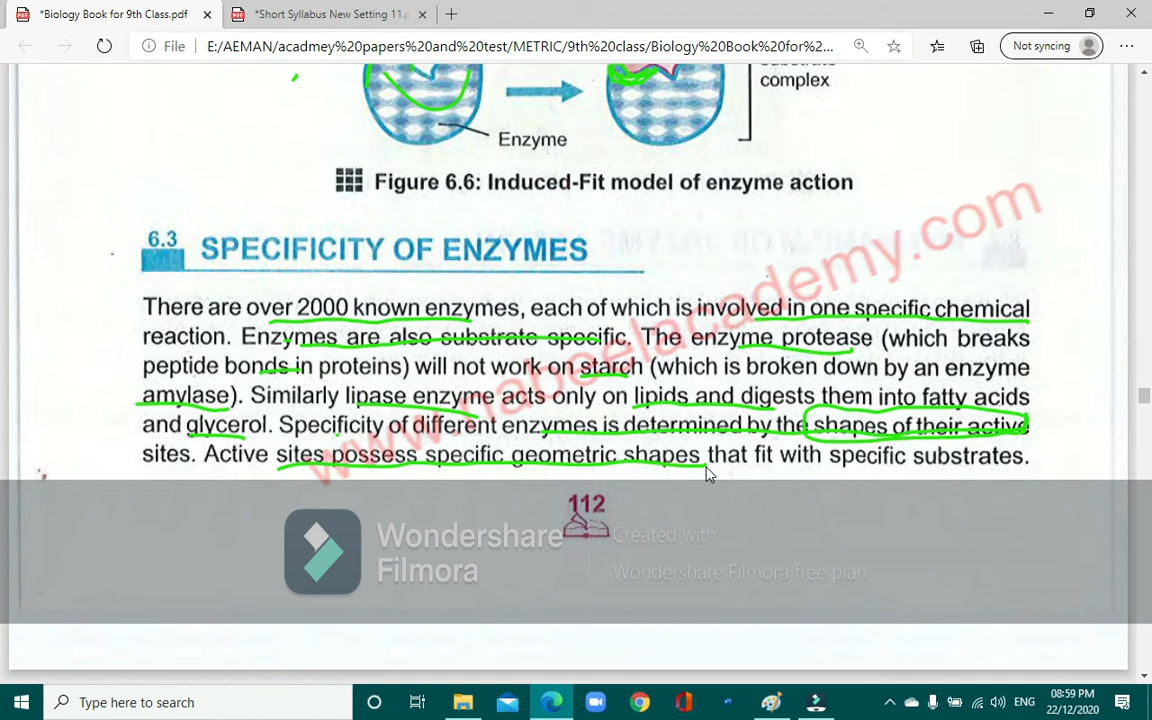 *Biology Book for 9th Class.pdf
*Short Syllabus New Setting 11.p
File
E:/AEMAN/acadmey%20papers%20and%20test/METRIC/9th%20class/Biology%20Book%20for%...
Not syncing
complex
Enzyme
Figure 6.6: Induced-Fit model of enzyme action
6.3 SPECIFICITY OF ENZYMES
There are over 2000 known enzymes, each of which is involved in one specific chemical
reaction. Enzymes are also substrate specific. The enzyme protease (which breaks
peptide bonds in proteins) will not work on starch (which is broken down by an enzyme
amylase). Similarly lipase enzyme acts only on lipids and digests them into fatty acids
and glycerol. Specificity of different enzymes is determined by the shapes of their active
sites. Active sites possess specific geometric shapes that fit with specific substrates.
www.nabeelacademy.com
112
Wondershare
Filmora
Created with
Wondershare Filmora free plan
Type here to search
ENG
08:59 PM
22/12/2020